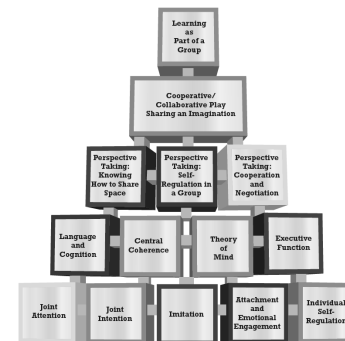 Learning
as
Part of a
Group
Cooperative/
Collaborative Play
Sharing an Imagination
Perspective
Taking:
Knowing
How to Share
Space
Perspective
Taking:
Self-
Regulation in
a Group
Perspective
Taking:
Cooperation
and
Negotiation
Language
and
Cognition
Central
Coherence
Theory
of
Mind
Executive
Function
Joint
Attention
Joint
Intention
Imitation
Attachment
and
Emotional
Engagement
Individual
Self-
Regulation